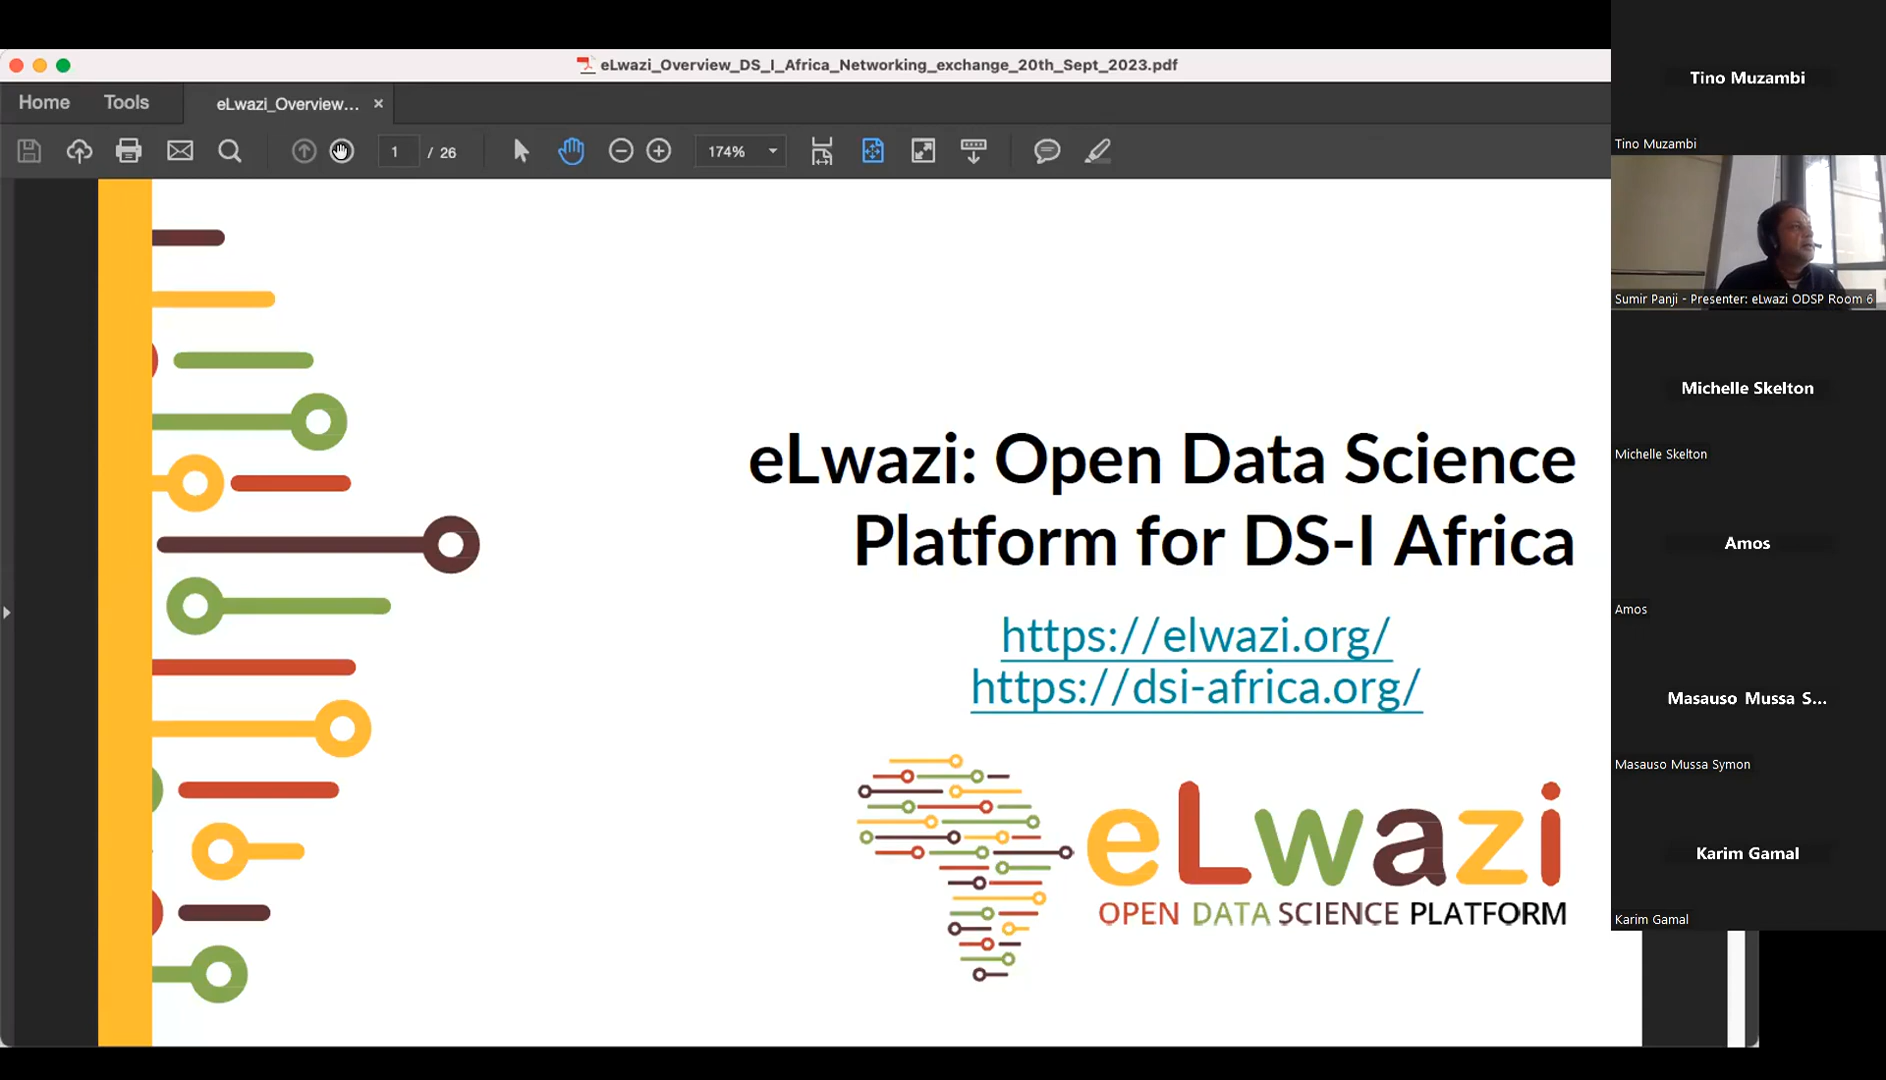 eLwazi_Overview_DS_I_Africa_Networking_exchange_20th_Sept_2023.pdf
Home
Tools
eLwazi_Overview...
1 / 26
174%
eLwazi: Open Data Science
Platform for DS-I Africa
https://elwazi.org/
https://dsi-africa.org/
eLwazi
OPEN DATA SCIENCE PLATFORM
Tino Muzambi
Tino Muzambi
Sumir Panji - Presenter: eLwazi ODSP Room 6
Michelle Skelton
Michelle Skelton
Amos
Amos
Masauso Mussa S...
Masauso Mussa Symon
Karim Gamal
Karim Gamal